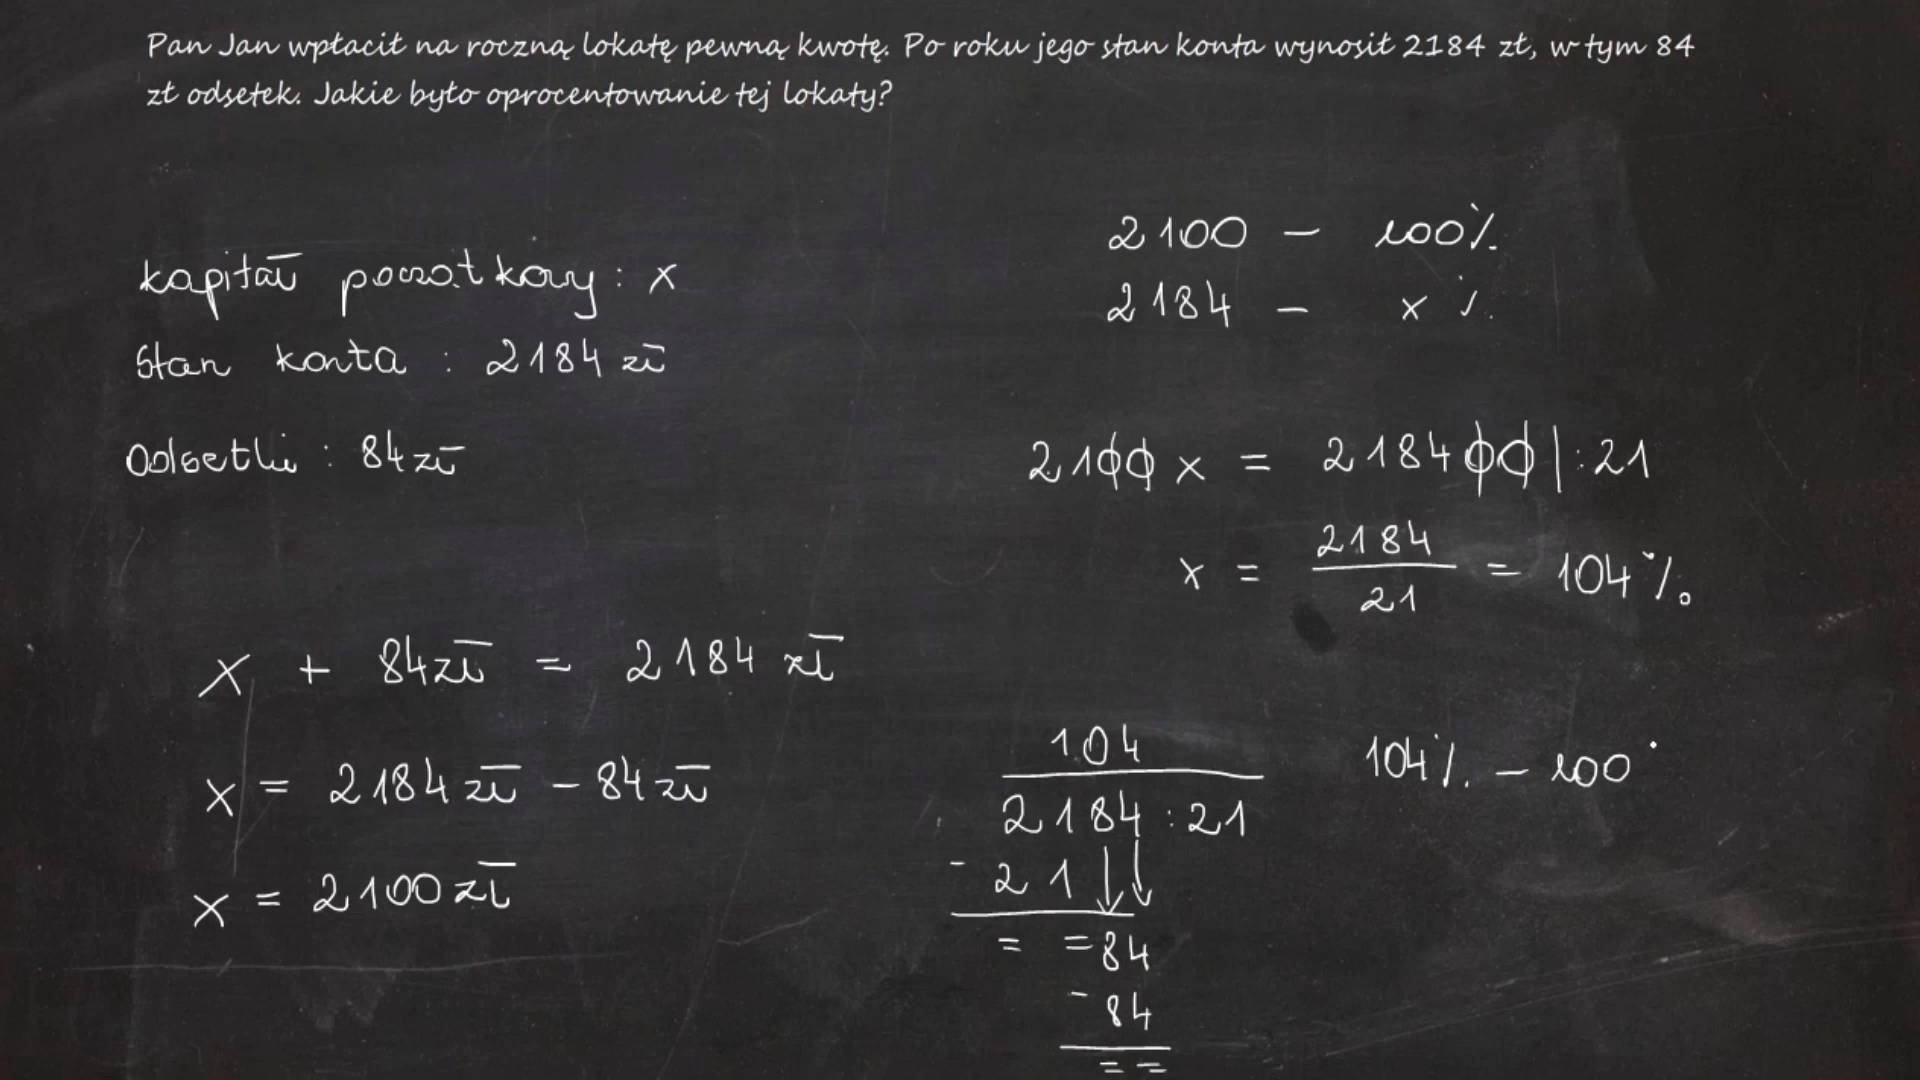 Pan Jan wpłacił na roczną lokatę pewną kwotę. Po roku jego stan konta wynosił 2184 zł, w tym 84
zł odsetek. Jakie było oprocentowanie tej lokaty?
kapitał początkowy : x
Stan konta : 2184 zł
Odsetki : 84 zł
x + 84 zł = 2184 zł
x = 2184 zł - 84 zł
x = 2100 zł
2100 - 100%
2184 - x %
2100 x = 218400 | : 21
x = 2184/21 = 104%
104
2184 : 21
- 21
= = 84
- 84
= =
104% - 100